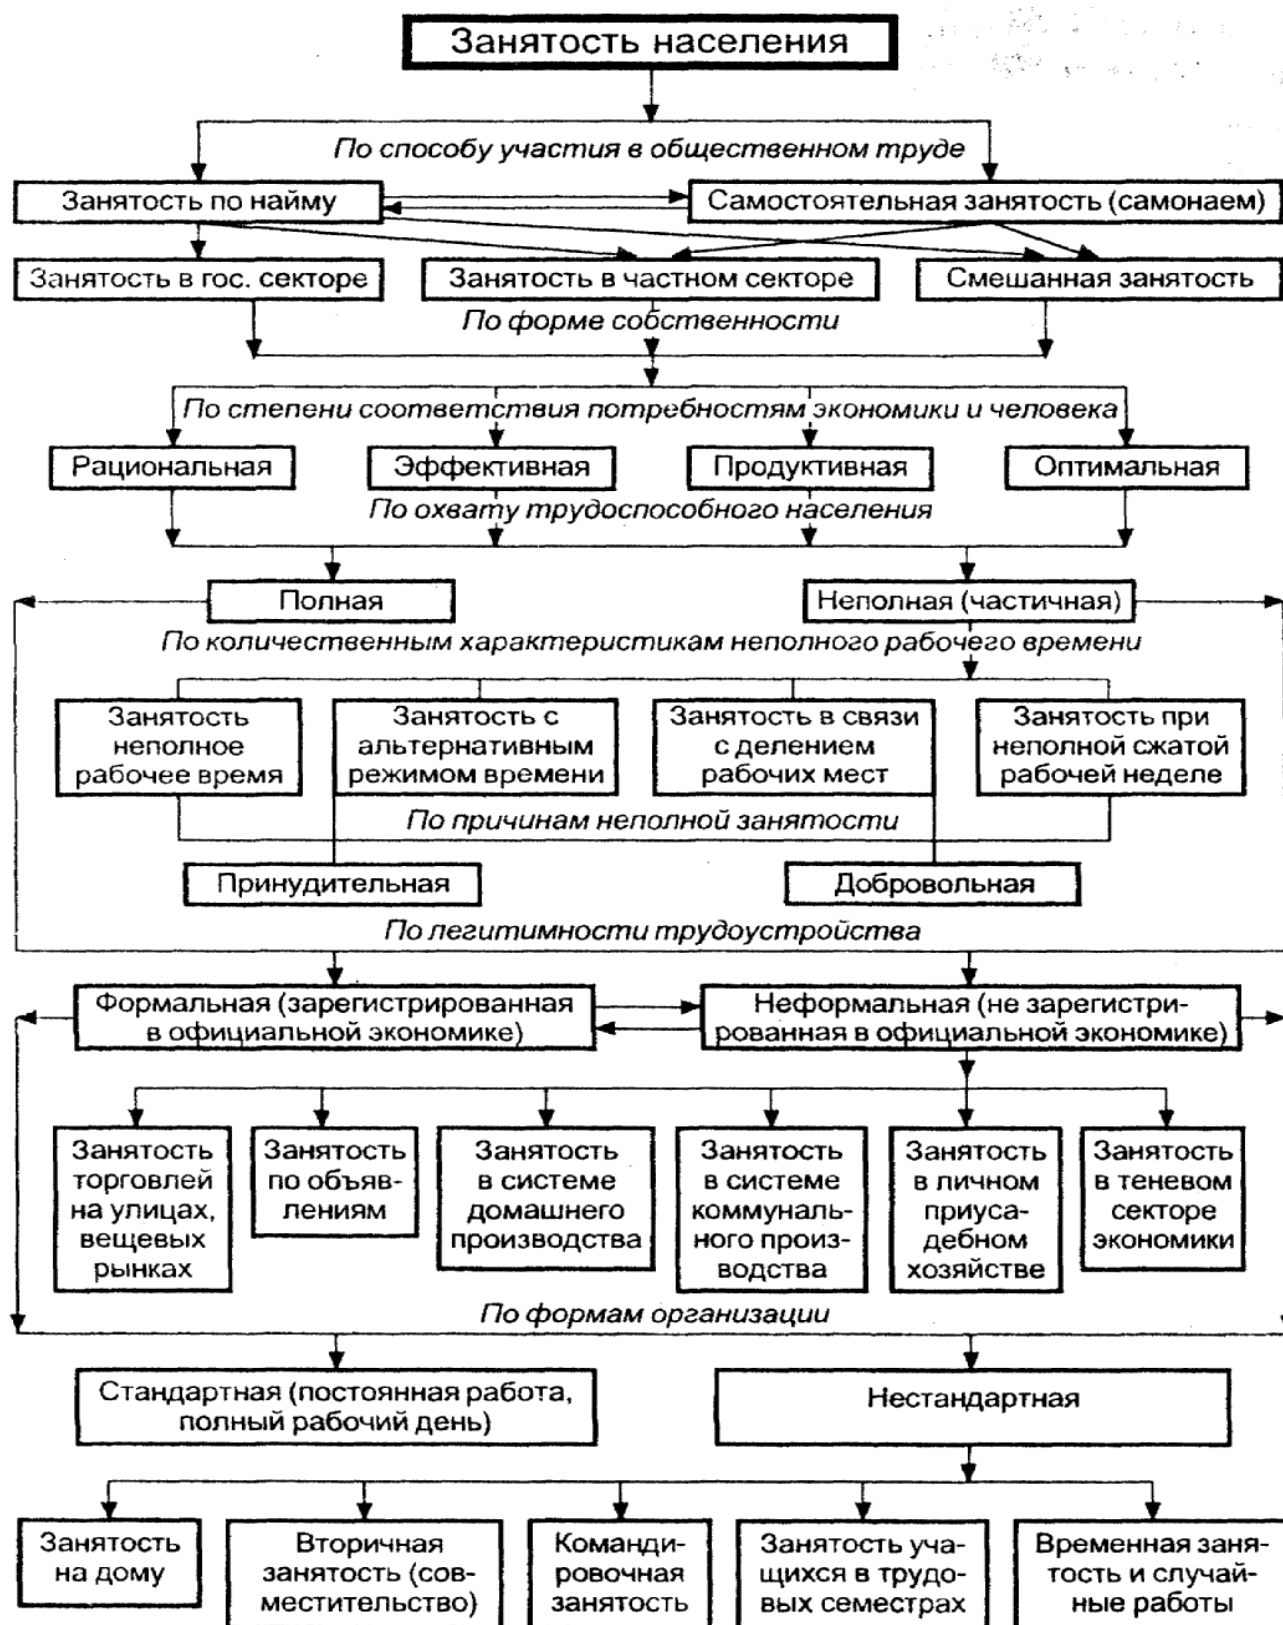 Занятость населения
По способу участия в общественном труде
Занятость по найму
Самостоятельная занятость (самонаем)
Занятость в гос. секторе
Занятость в частном секторе
Смешанная занятость
По форме собственности
По степени соответствия потребностям экономики и человека
Рациональная
Эффективная
Продуктивная
Оптимальная
По охвату трудоспособного населения
Полная
Неполная (частичная)
По количественным характеристикам неполного рабочего времени
Занятость
неполное
рабочее время
Занятость с
альтернативным
режимом времени
Занятость в связи
с делением
рабочих мест
Занятость при
неполной сжатой
рабочей неделе
По причинам неполной занятости
Принудительная
Добровольная
По легитимности трудоустройства
Формальная (зарегистрированная
в официальной экономике)
Неформальная (не зарегистри-
рованная в официальной экономике)
Занятость
торговлей
на улицах,
вещевых
рынках
Занятость
по объяв-
лениям
Занятость
в системе
домашнего
производства
Занятость
в системе
коммуналь-
ного произ-
водства
Занятость
в личном
приуса-
дебном
хозяйстве
Занятость
в теневом
секторе
экономики
По формам организации
Стандартная (постоянная работа,
полный рабочий день)
Нестандартная
Занятость
на дому
Вторичная
занятость (сов-
местительство)
Команди-
ровочная
занятость
Занятость уча-
щихся в трудо-
вых семестрах
Временная заня-
тость и случай-
ные работы